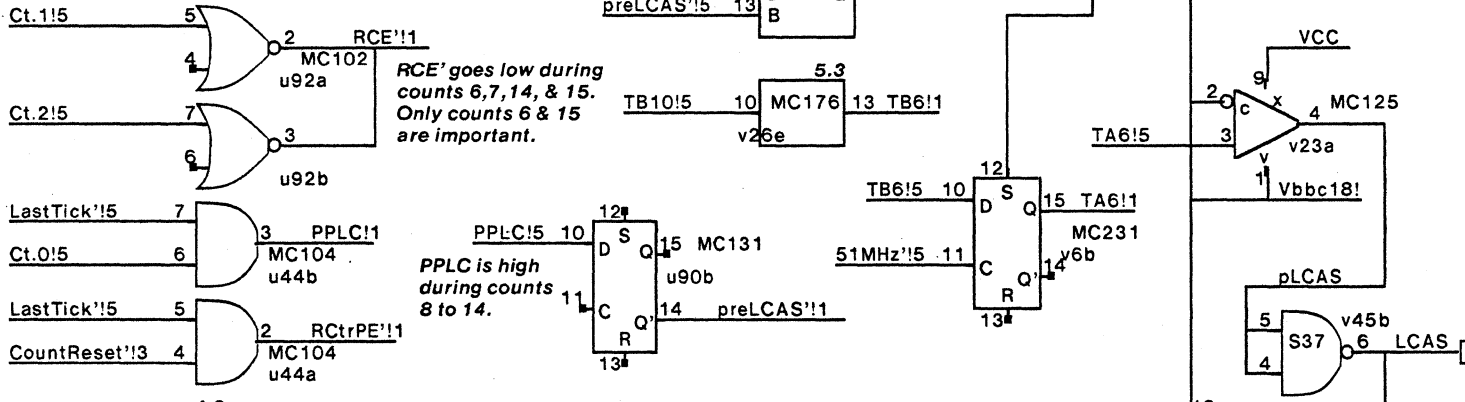 Ct.1!5 5
4
2 RCE'!1
MC102
u92a
RCE' goes low during
counts 6,7,14, & 15.
Only counts 6 & 15
are important.
Ct.2!5 7
6
3
u92b
LastTick'!5 7
Ct.0!5 6
3 PPLC!1
MC104
u44b
LastTick'!5 5
CountReset'!3 4
2 RCtrPE'!1
MC104
u44a
preLCAS'!5 13
B
5.3
TB10!5 10 MC176 13 TB6!1
v26e
PPLC!5 10
PPLC is high
during counts
8 to 14.
12
D S Q 15 MC131
u90b
11 C
Q' 14 preLCAS'!1
R
13
12
TB6!5 10 D S
Q 15 TA6!1
MC231
v6b
51MHz'!5 11 C
Q' 14
R
13
VCC
9
2 c x
4 MC125
TA6!5 3
v23a
v
1 Vbbc18!
pLCAS
5
4
S37
v45b
6 LCAS